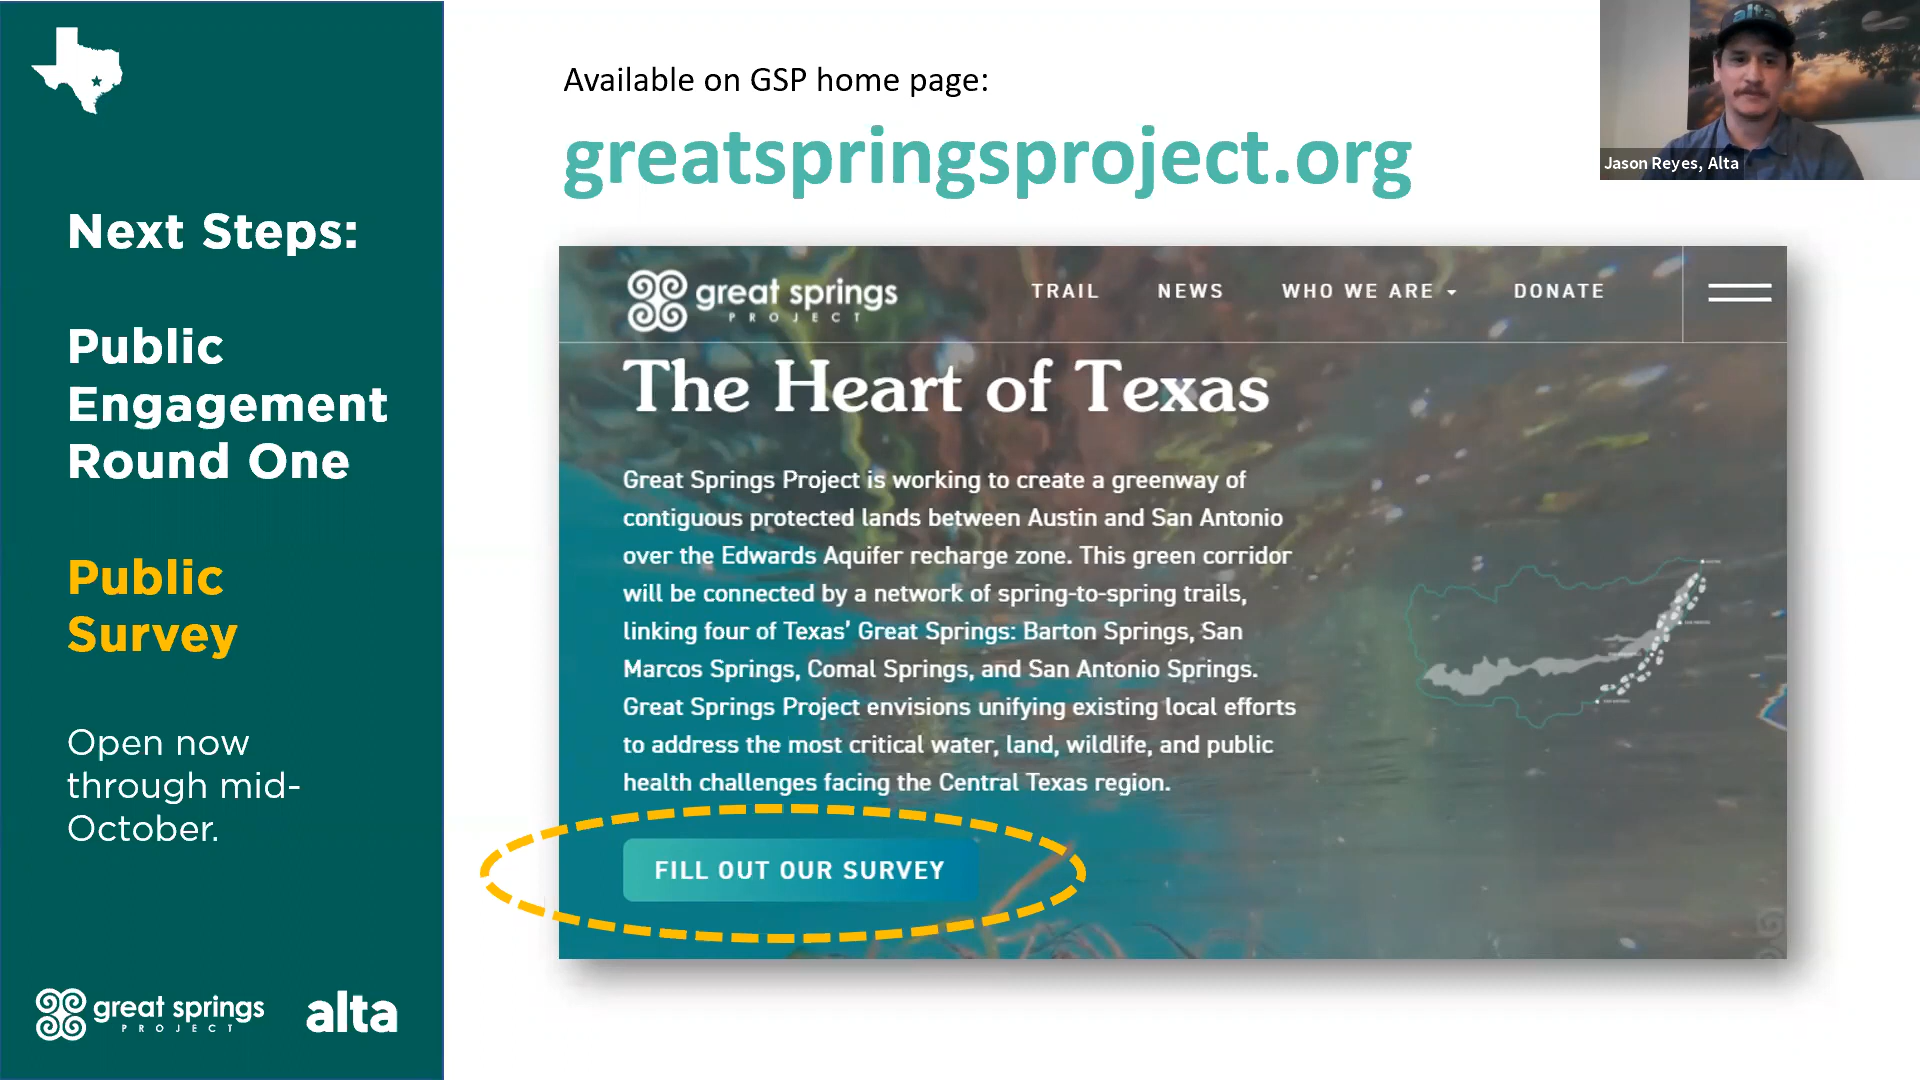 Next Steps:
Public
Engagement
Round One
Public
Survey
Open now
through mid-
October.
great springs
PROJECT
alta
Available on GSP home page:
greatspringsproject.org
great springs
PROJECT
TRAIL
NEWS
WHO WE ARE
DONATE
The Heart of Texas
Great Springs Project is working to create a greenway of
contiguous protected lands between Austin and San Antonio
over the Edwards Aquifer recharge zone. This green corridor
will be connected by a network of spring-to-spring trails,
linking four of Texas’ Great Springs: Barton Springs, San
Marcos Springs, Comal Springs, and San Antonio Springs.
Great Springs Project envisions unifying existing local efforts
to address the most critical water, land, wildlife, and public
health challenges facing the Central Texas region.
FILL OUT OUR SURVEY
alta
Jason Reyes, Alta